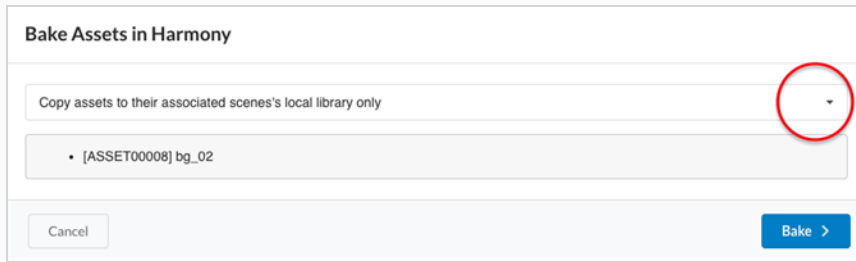 Bake Assets in Harmony
Copy assets to their associated scenes's local library only
• [ASSET00008] bg_02
Cancel
Bake >